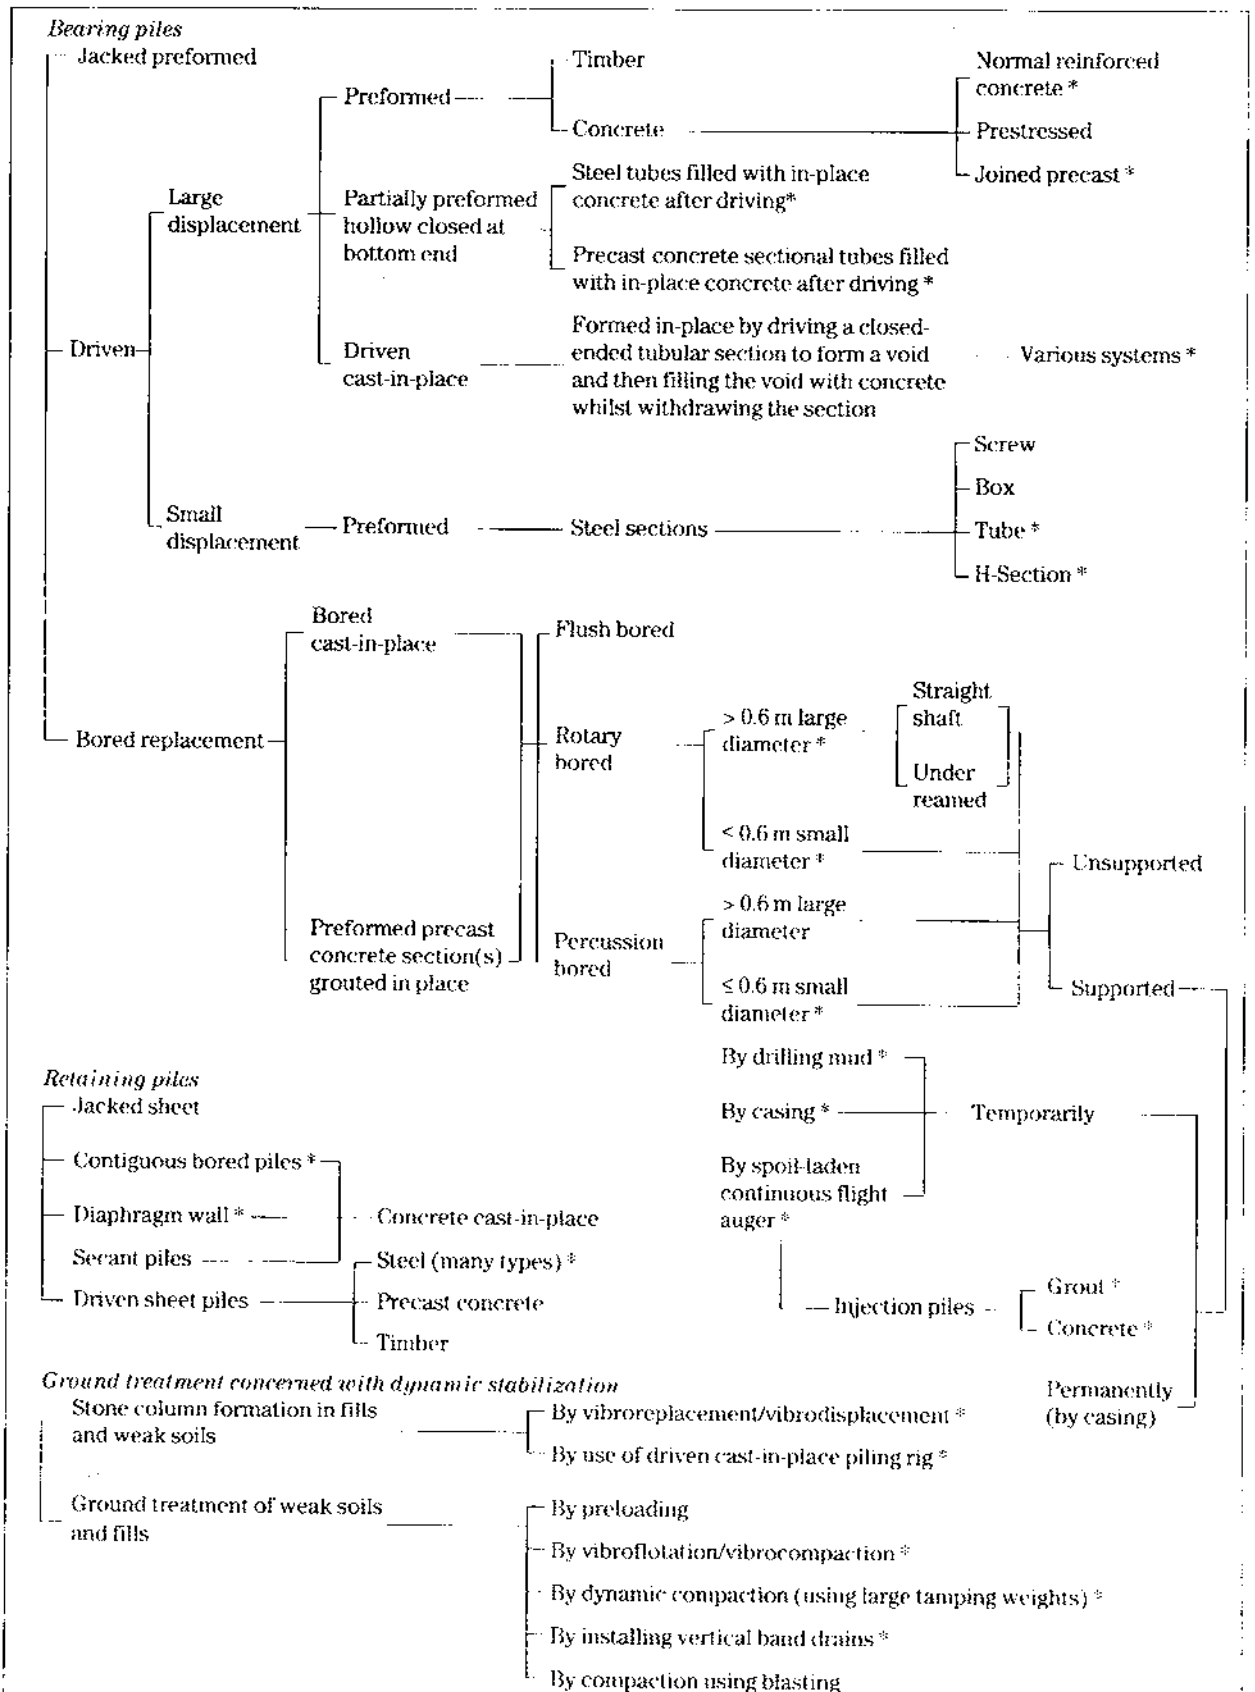 Bearing piles
Jacked preformed
Driven
Large
displacement
Preformed
Timber
Concrete
Normal reinforced
concrete *
Prestressed
Joined precast *
Partially preformed
hollow closed at
bottom end
Steel tubes filled with in-place
concrete after driving*
Precast concrete sectional tubes filled
with in-place concrete after driving *
Driven
cast-in-place
Formed in-place by driving a closed-
ended tubular section to form a void
and then filling the void with concrete
whilst withdrawing the section
Various systems *
Small
displacement
Preformed
Steel sections
Screw
Box
Tube *
H-Section *
Bored replacement
Bored
cast-in-place
Preformed precast
concrete section(s)
grouted in place
Flush bored
Rotary
bored
> 0.6 m large
diameter *
Straight
shaft
Under
reamed
≤ 0.6 m small
diameter *
Percussion
bored
> 0.6 m large
diameter
≤ 0.6 m small
diameter *
Unsupported
Supported
By drilling mud *
By casing *
By spoil-laden
continuous flight
auger *
Temporarily
Injection piles
Grout *
Concrete *
Permanently
(by casing)
Retaining piles
Jacked sheet
Contiguous bored piles *
Diaphragm wall *
Secant piles
Concrete cast-in-place
Driven sheet piles
Steel (many types) *
Precast concrete
Timber
Ground treatment concerned with dynamic stabilization
Stone column formation in fills
and weak soils
By vibroreplacement/vibrodisplacement *
By use of driven cast-in-place piling rig *
Ground treatment of weak soils
and fills
By preloading
By vibroflotation/vibrocompaction *
By dynamic compaction (using large tamping weights) *
By installing vertical band drains *
By compaction using blasting